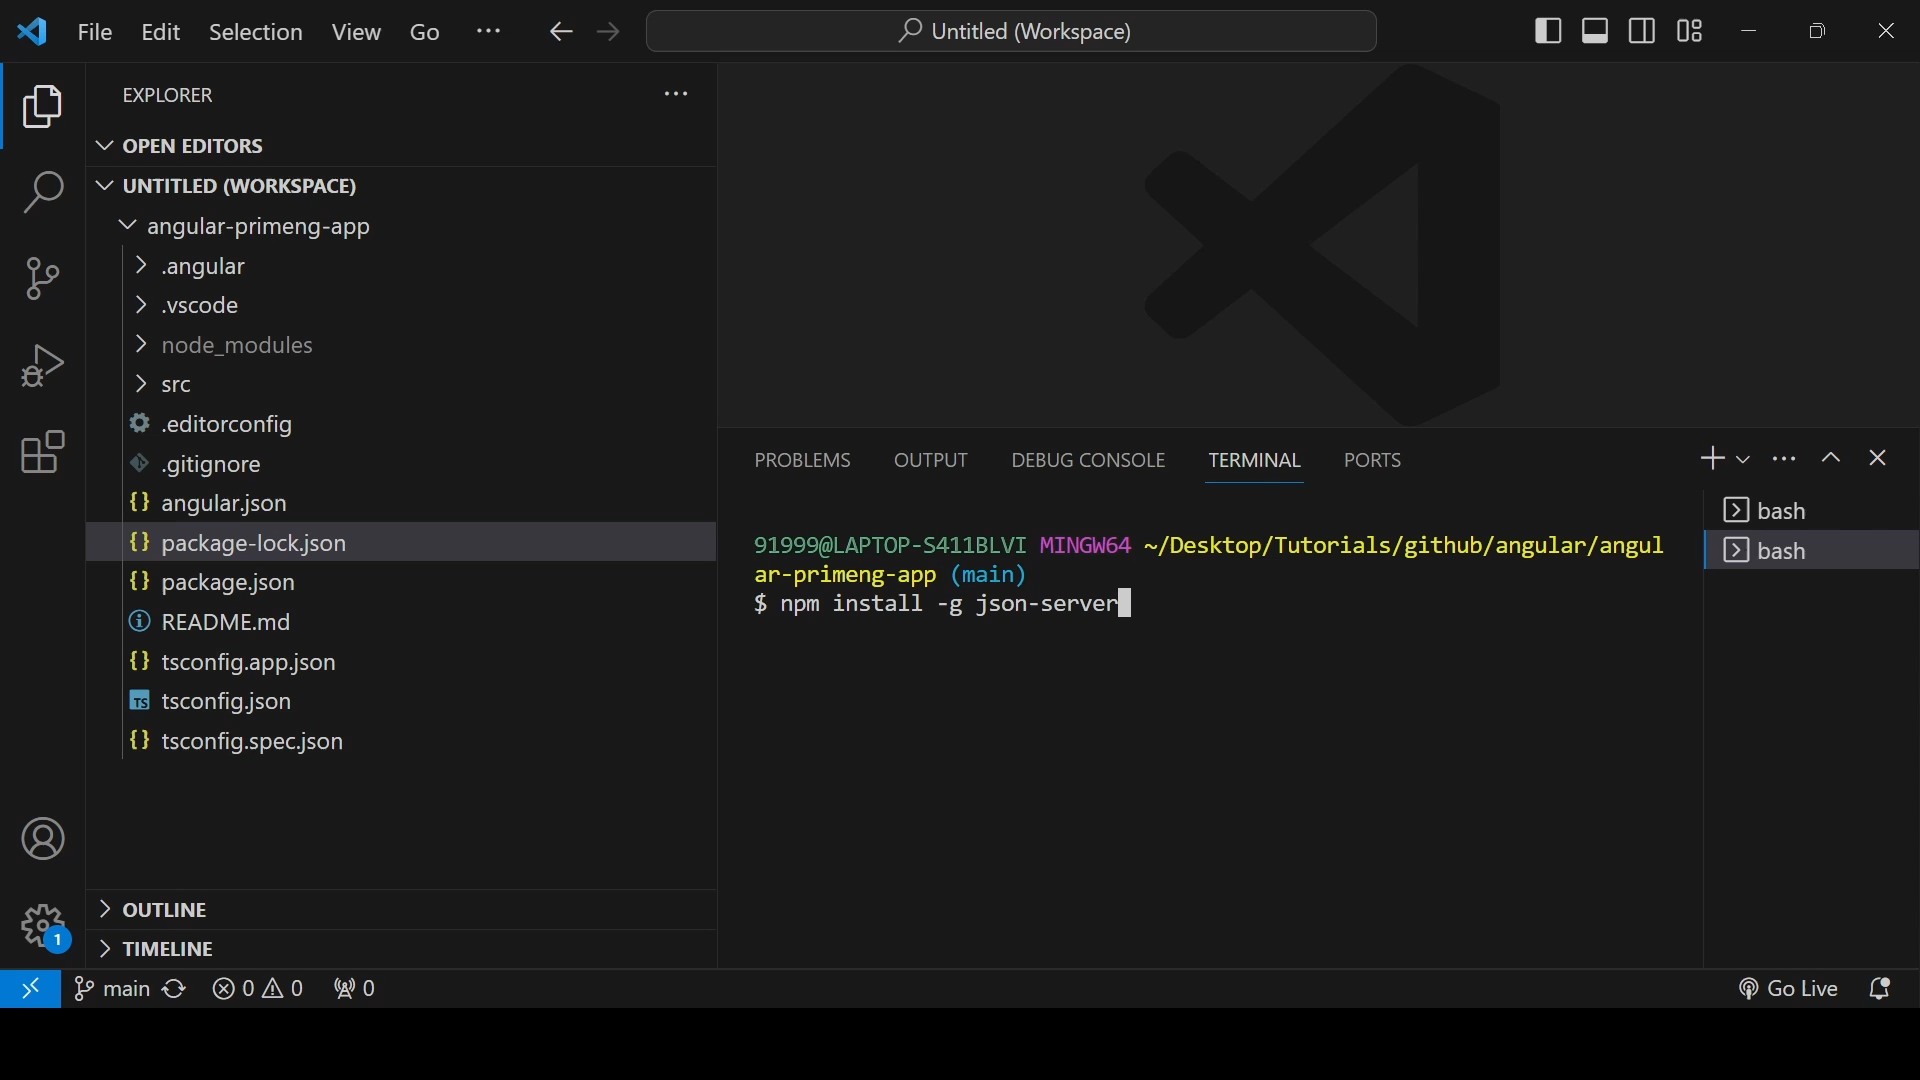 File Edit Selection View Go ··· Untitled (Workspace)
EXPLORER
OPEN EDITORS
UNTITLED (WORKSPACE)
angular-primeng-app
.angular
.vscode
node_modules
src
.editorconfig
.gitignore
angular.json
package-lock.json
package.json
README.md
tsconfig.app.json
TS tsconfig.json
tsconfig.spec.json
OUTLINE
TIMELINE
1
PROBLEMS OUTPUT DEBUG CONSOLE TERMINAL PORTS
91999@LAPTOP-S411BLVI MINGW64 ~/Desktop/Tutorials/github/angular/angul
ar-primeng-app (main)
$ npm install -g json-server
bash
bash
main 0 0 0 Go Live